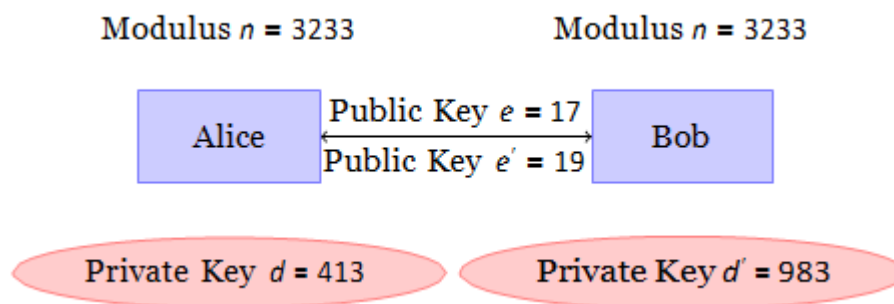 Modulus n = 3233
Modulus n = 3233
Alice
Public Key e = 17
Public Key e′ = 19
Bob
Private Key d = 413
Private Key d′ = 983